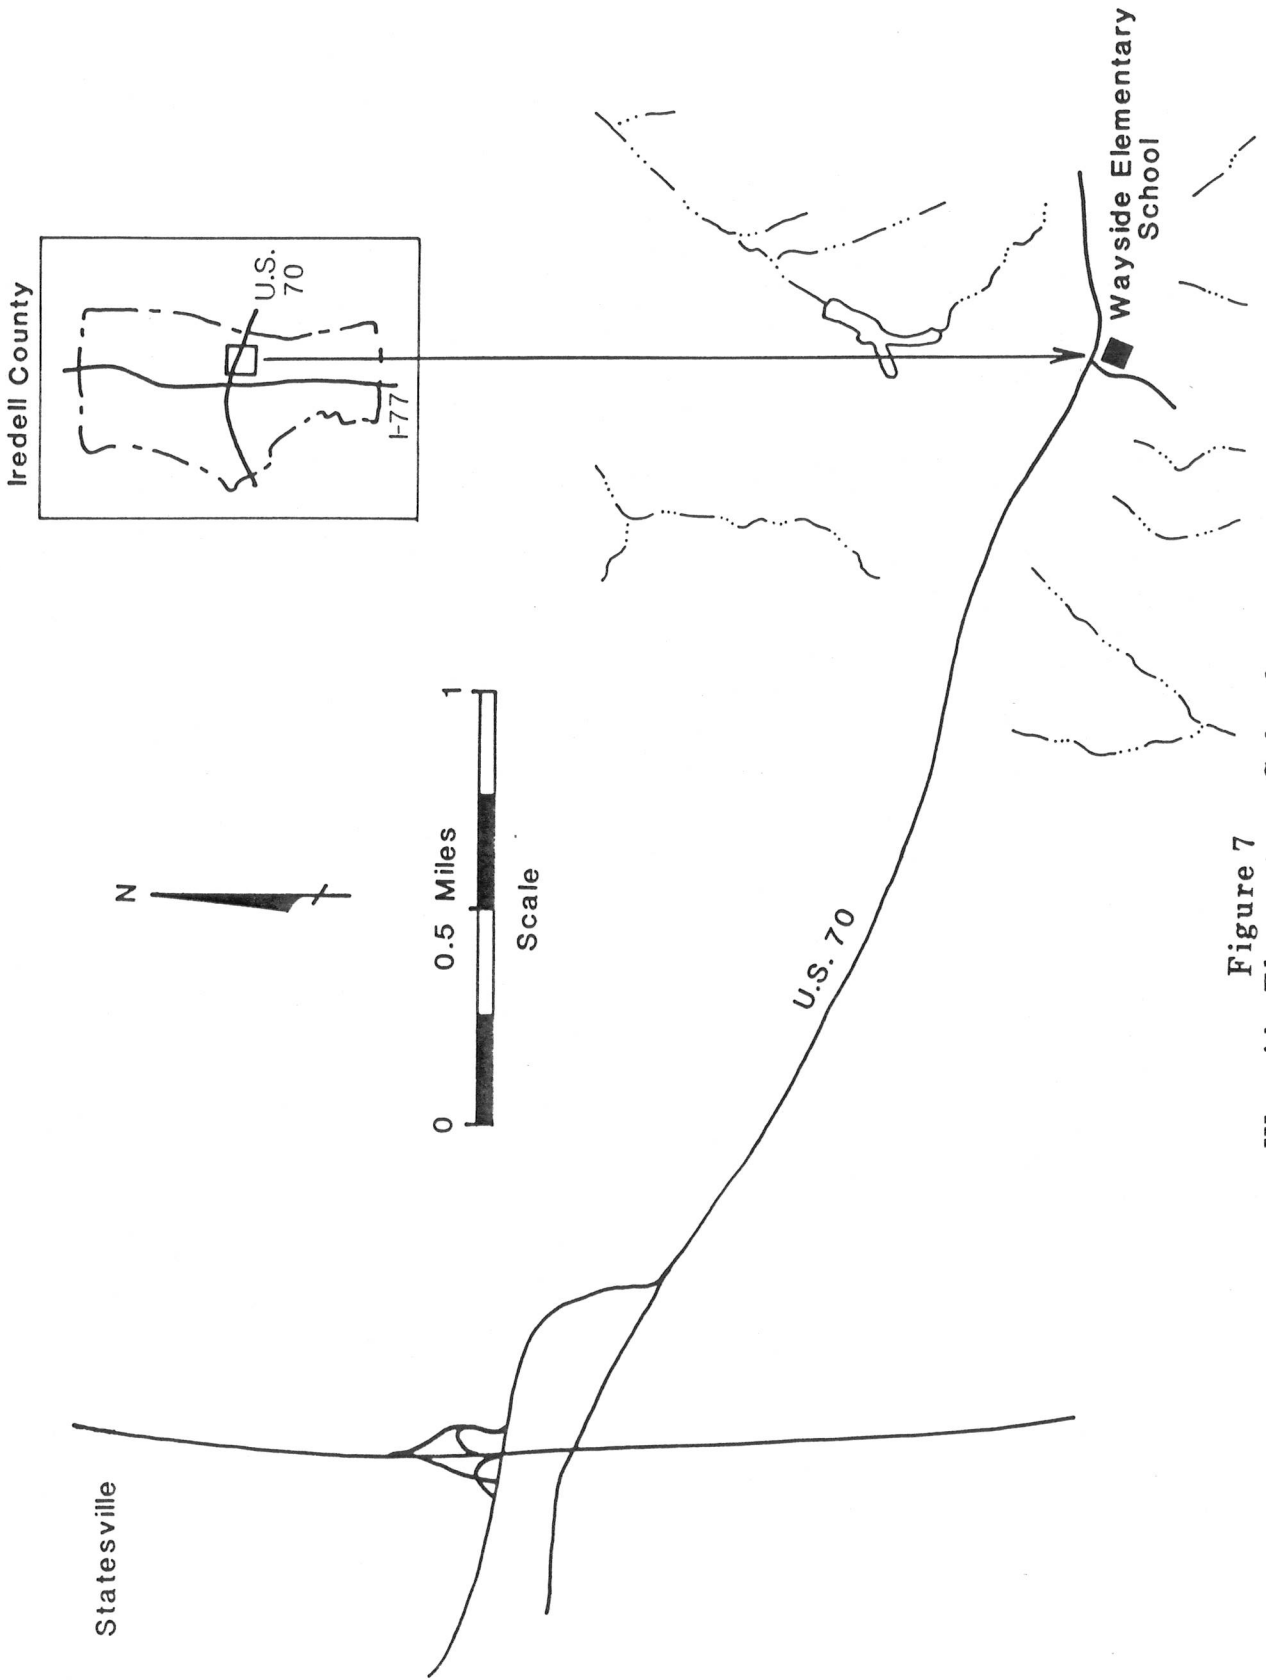 Iredell County
U.S.
70
I-77
N
0 0.5 Miles 1
Scale
Statesville
U.S. 70
Wayside Elementary
School
Figure 7